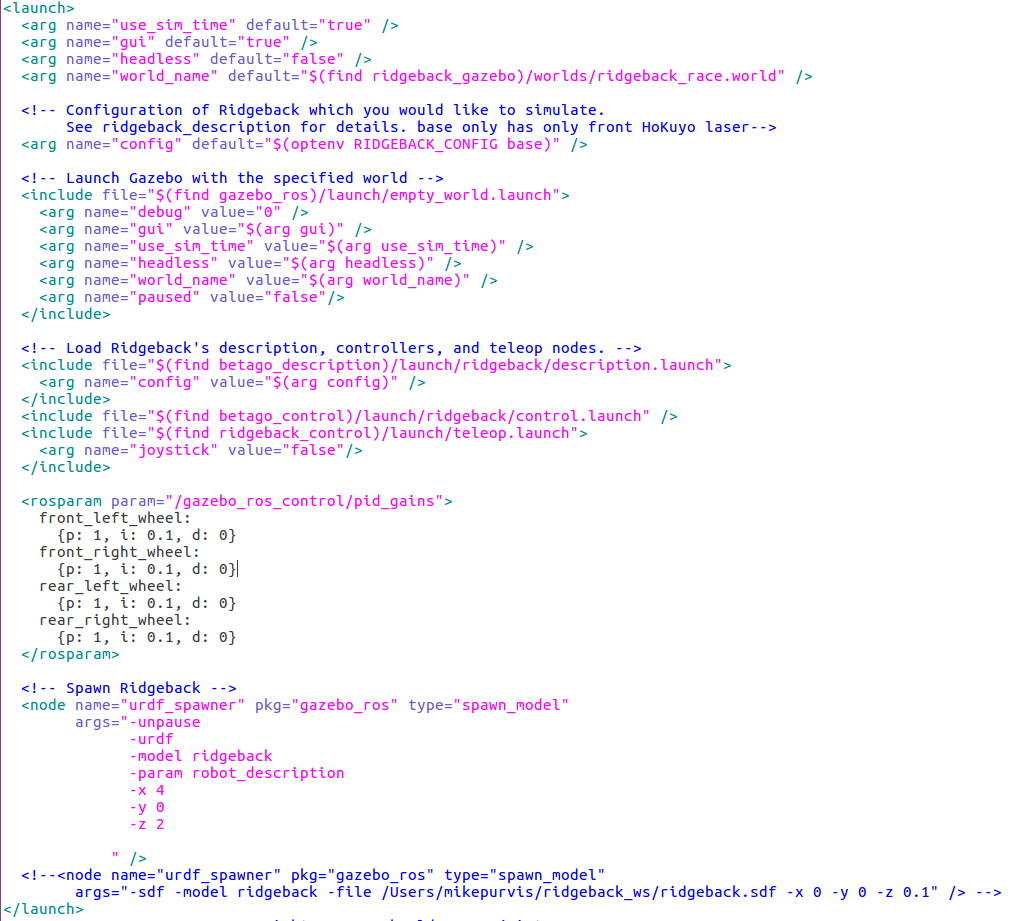 <launch>
  <arg name="use_sim_time" default="true" />
  <arg name="gui" default="true" />
  <arg name="headless" default="false" />
  <arg name="world_name" default="$(find ridgeback_gazebo)/worlds/ridgeback_race.world" />

  <!-- Configuration of Ridgeback which you would like to simulate.
       See ridgeback_description for details. base only has only front HoKuyo laser-->
  <arg name="config" default="$(optenv RIDGEBACK_CONFIG base)" />

  <!-- Launch Gazebo with the specified world -->
  <include file="$(find gazebo_ros)/launch/empty_world.launch">
    <arg name="debug" value="0" />
    <arg name="gui" value="$(arg gui)" />
    <arg name="use_sim_time" value="$(arg use_sim_time)" />
    <arg name="headless" value="$(arg headless)" />
    <arg name="world_name" value="$(arg world_name)" />
    <arg name="paused" value="false"/>
  </include>

  <!-- Load Ridgeback's description, controllers, and teleop nodes. -->
  <include file="$(find betago_description)/launch/ridgeback/description.launch">
    <arg name="config" value="$(arg config)" />
  </include>
  <include file="$(find betago_control)/launch/ridgeback/control.launch" />
  <include file="$(find ridgeback_control)/launch/teleop.launch">
    <arg name="joystick" value="false"/>
  </include>

  <rosparam param="/gazebo_ros_control/pid_gains">
    front_left_wheel:
      {p: 1, i: 0.1, d: 0}
    front_right_wheel:
      {p: 1, i: 0.1, d: 0}
    rear_left_wheel:
      {p: 1, i: 0.1, d: 0}
    rear_right_wheel:
      {p: 1, i: 0.1, d: 0}
  </rosparam>

  <!-- Spawn Ridgeback -->
  <node name="urdf_spawner" pkg="gazebo_ros" type="spawn_model"
        args="-unpause
              -urdf
              -model ridgeback
              -param robot_description
              -x 4
              -y 0
              -z 2

            " />
  <!--<node name="urdf_spawner" pkg="gazebo_ros" type="spawn_model"
        args="-sdf -model ridgeback -file /Users/mikepurvis/ridgeback_ws/ridgeback.sdf -x 0 -y 0 -z 0.1" /> -->
</launch>